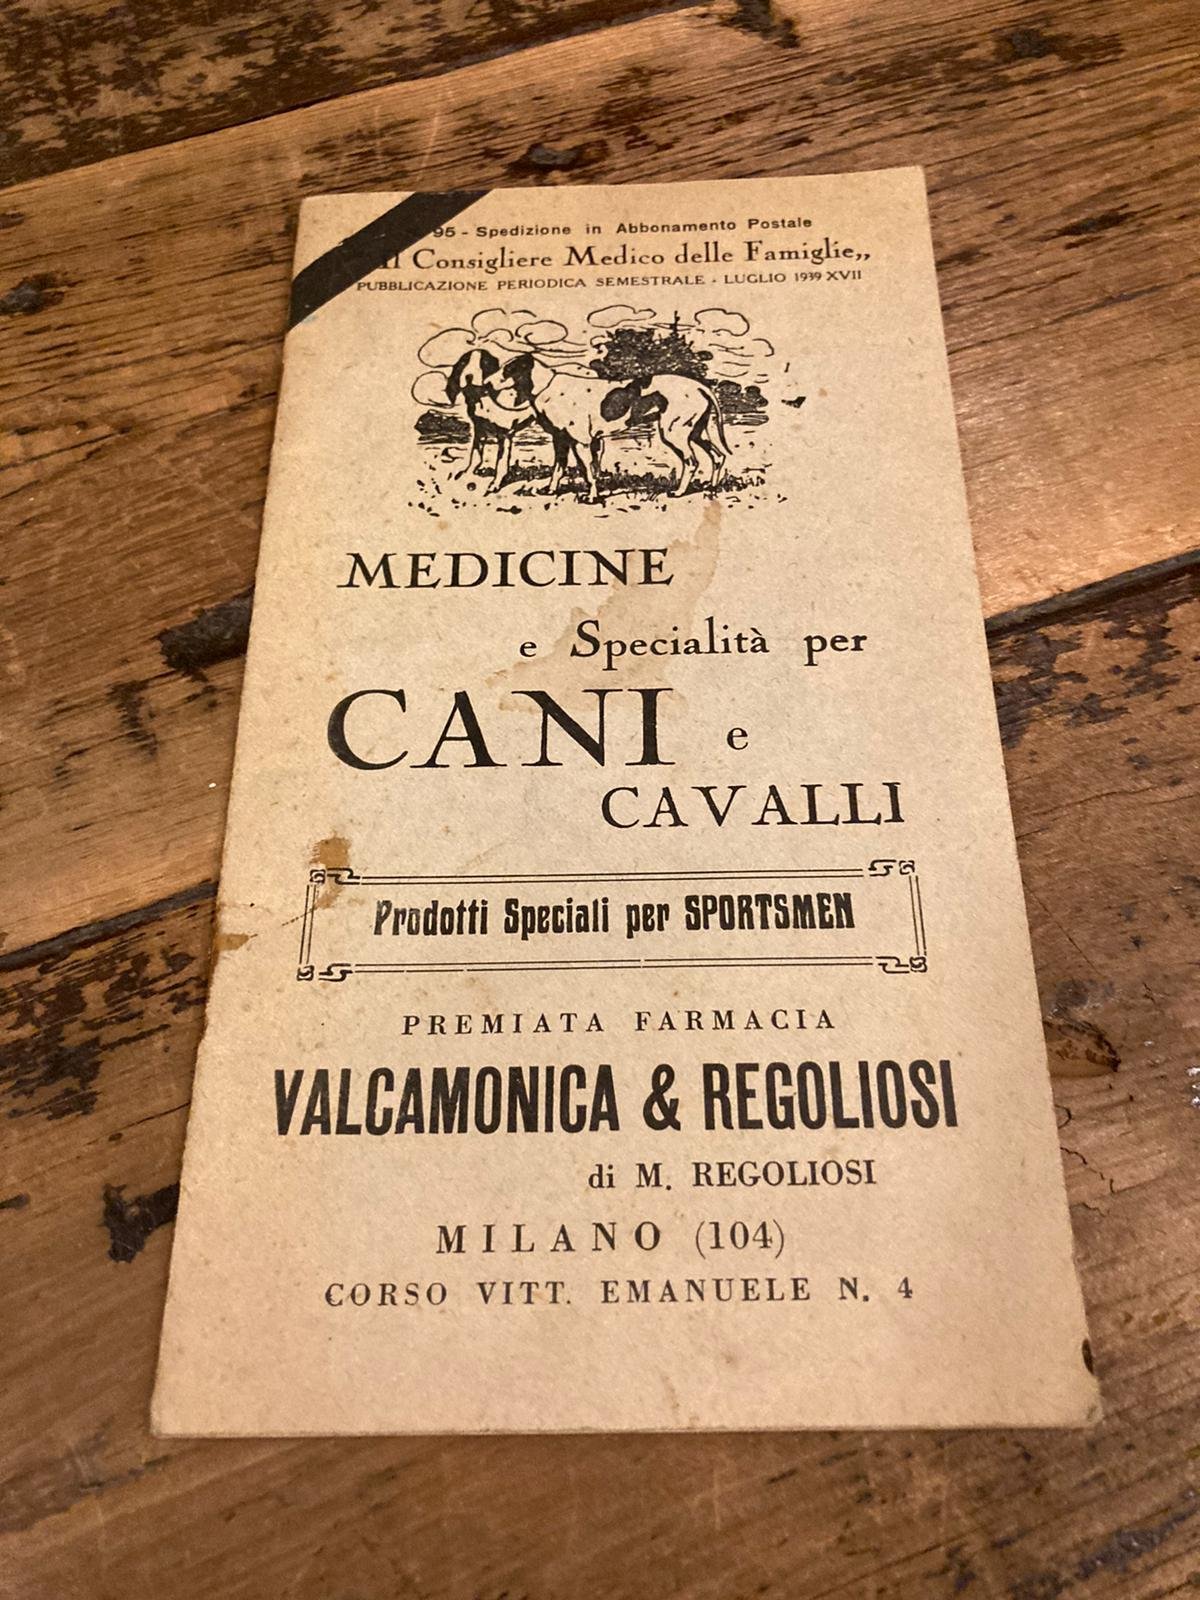 95 - Spedizione in Abbonamento Postale
Il Consigliere Medico delle Famiglie„
PUBBLICAZIONE PERIODICA SEMESTRALE - LUGLIO 1939 XVII
MEDICINE
e Specialità per
CANI e
CAVALLI
Prodotti Speciali per SPORTSMEN
PREMIATA FARMACIA
VALCAMONICA & REGOLIOSI
di M. REGOLIOSI
MILANO (104)
CORSO VITT. EMANUELE N. 4